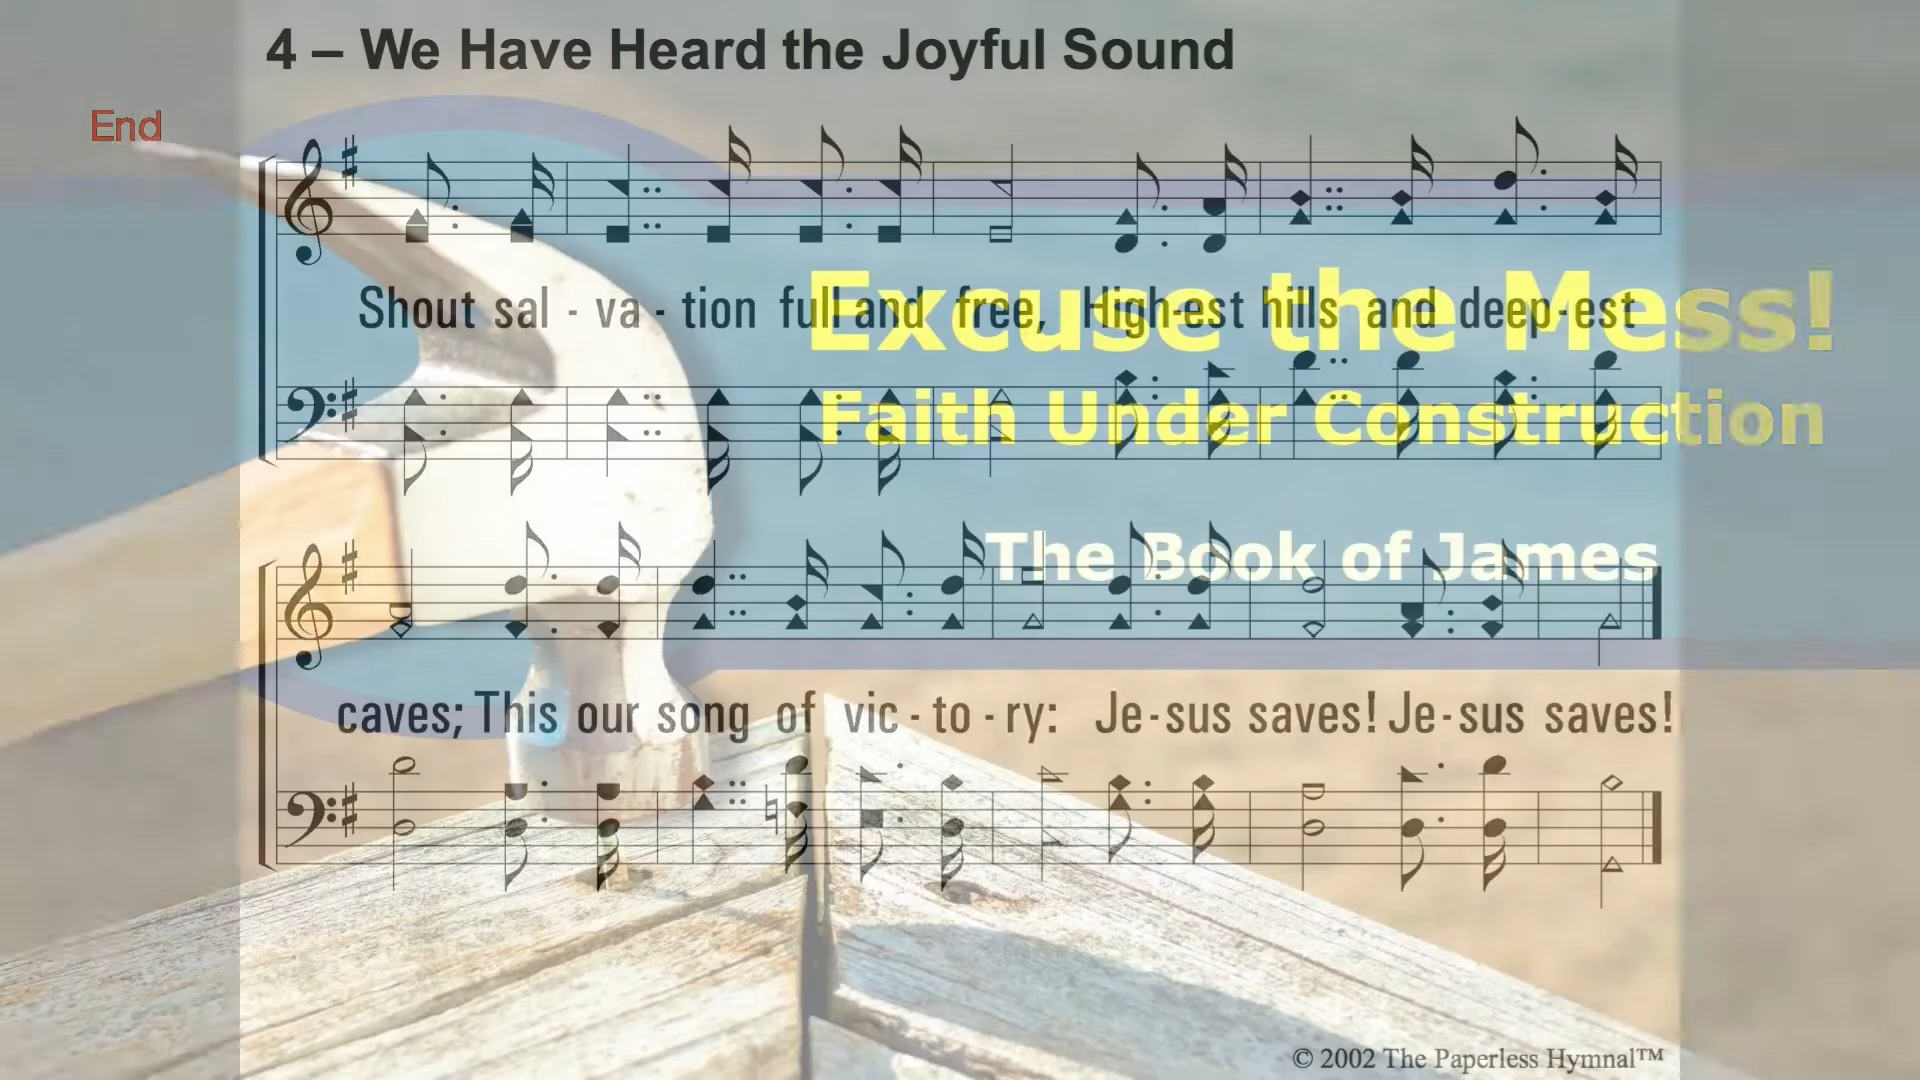 4 – We Have Heard the Joyful Sound
End
Shout sal - va - tion full and free, High-est hills and deep-est
Excuse the Mess!
Faith Under Construction
The Book of James
caves; This our song of vic - to - ry: Je - sus saves! Je - sus saves!
© 2002 The Paperless Hymnal™